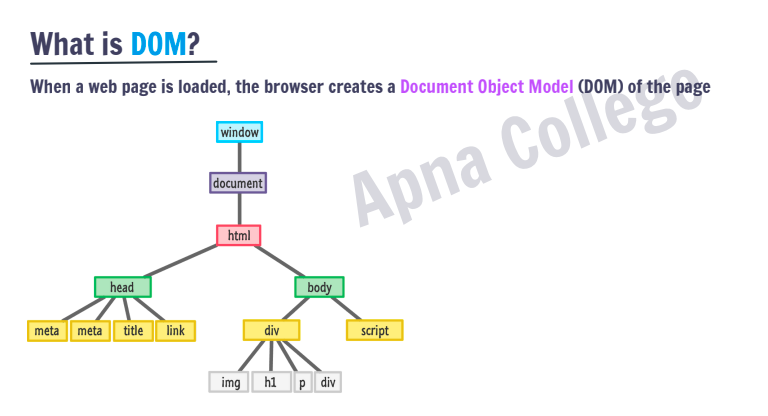 What is DOM?
When a web page is loaded, the browser creates a Document Object Model (DOM) of the page
Apna College
window
document
html
head body
meta meta title link div script
img h1 p div